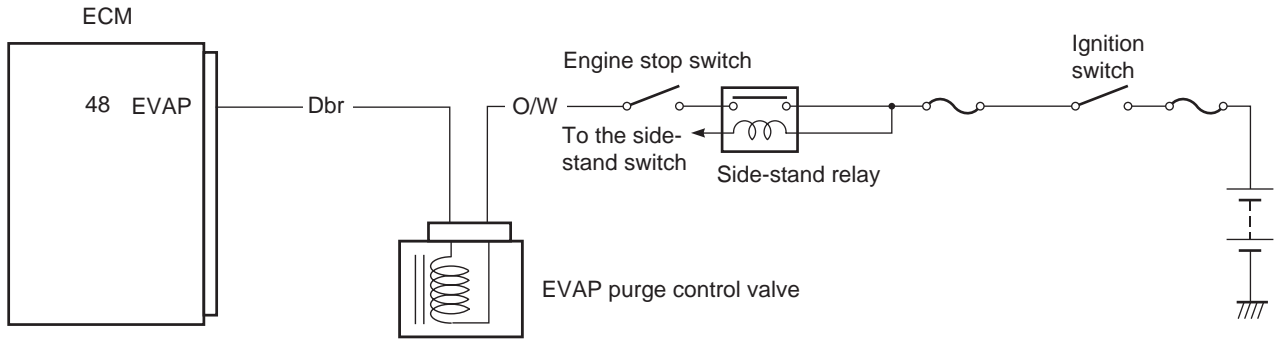 ECM
48 EVAP
Dbr
O/W
Engine stop switch
To the side-
stand switch
Side-stand relay
Ignition
switch
EVAP purge control valve